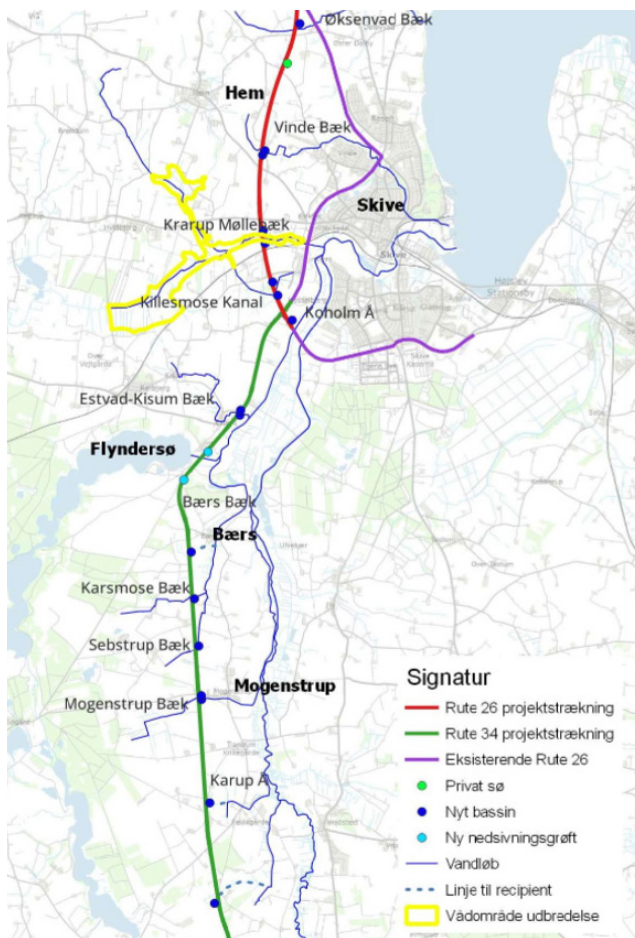 Øksenvad Bæk
Hem
Vinde Bæk
Skive
Krarup Møllebæk
Skive
Killesmose Kanal
Koholm Å
Estvad-Kisum Bæk
Flyndersø
Bærs Bæk
Bærs
Karsmose Bæk
Sebstrup Bæk
Mogenstrup
Mogenstrup Bæk
Karup Å
Signatur
Rute 26 projektstrækning
Rute 34 projektstrækning
Eksisterende Rute 26
Privat sø
Nyt bassin
Ny nedsivningsgrøft
Vandløb
Linje til recipient
Vådområde udbredelse